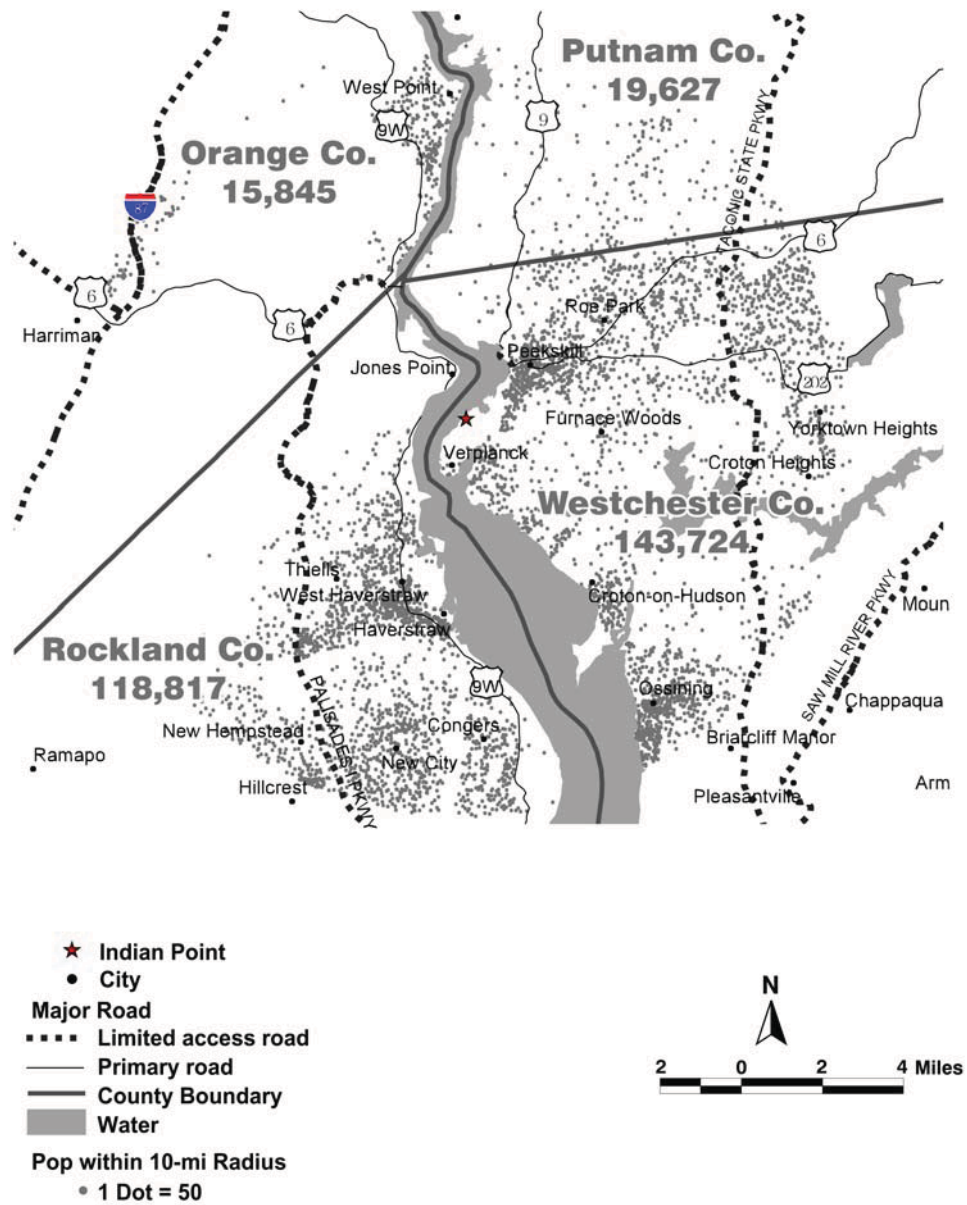 Putnam Co.
19,627
West Point
9W
9
Orange Co.
15,845
TACONIC STATE PKWY
87
6
6
Harriman
6
Roe Park
Peekskill
Jones Point
202
Furnace Woods
Yorktown Heights
Verplanck
Croton Heights
Westchester Co.
143,724
Thiells
West Haverstraw
Croton-on-Hudson
Moun
Haverstraw
Rockland Co.
118,817
SAW MILL RIVER PKWY
9W
Ossining
Chappaqua
PALISADES I PKWY
New Hempstead
Congers
Briarcliff Manor
Ramapo
New City
Hillcrest
Pleasantville
Arm
Indian Point
City
Major Road
Limited access road
Primary road
County Boundary
Water
Pop within 10-mi Radius
1 Dot = 50
N
2 0 2 4 Miles